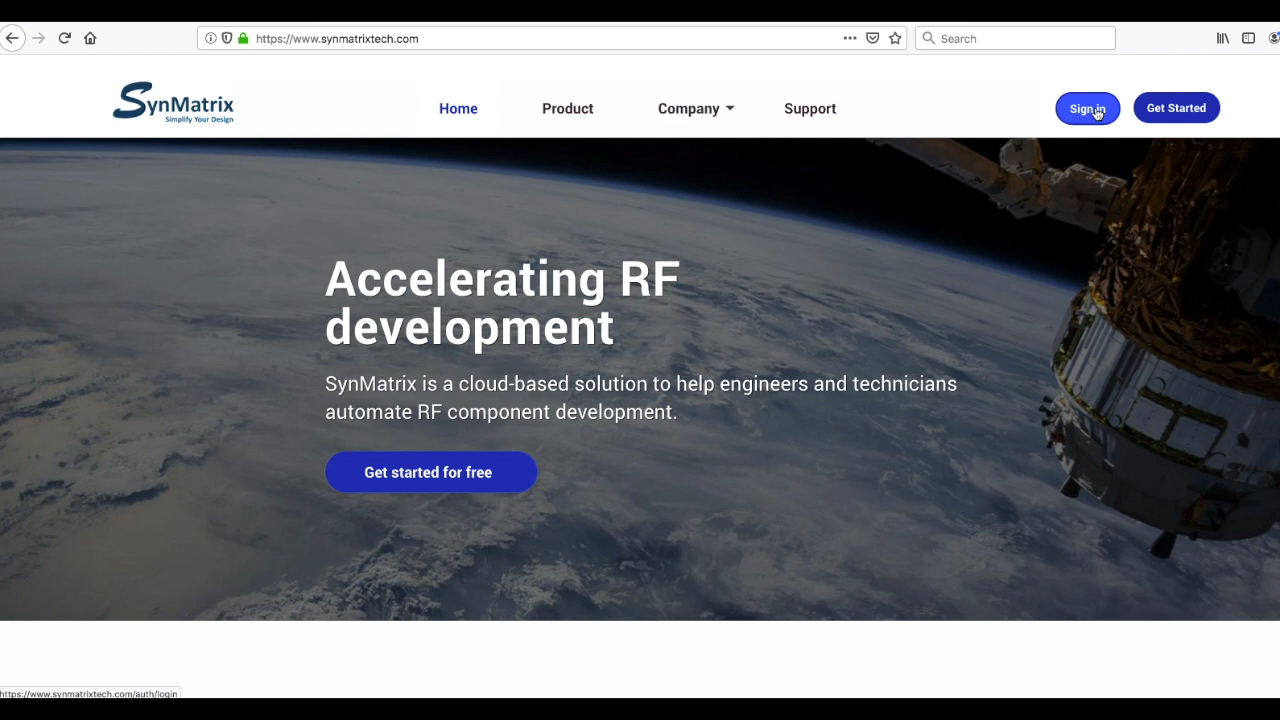 https://www.synmatrixtech.com
Search
SynMatrix
Simplify Your Design
Home
Product
Company
Support
Sign in
Get Started
Accelerating RF
development
SynMatrix is a cloud-based solution to help engineers and technicians
automate RF component development.
Get started for free
https://www.synmatrixtech.com/auth/login